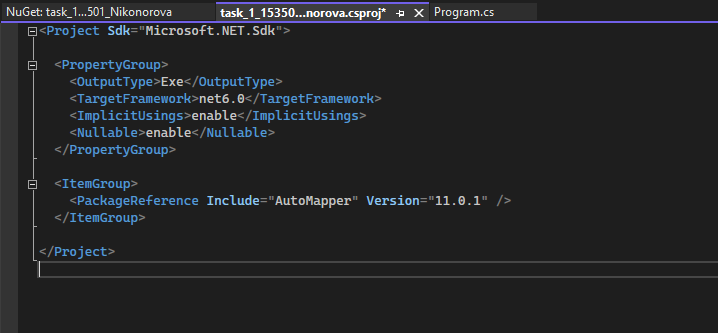 NuGet: task_1...501_Nikonorova
task_1_15350...norova.csproj*
Program.cs
<Project Sdk="Microsoft.NET.Sdk">
<PropertyGroup>
<OutputType>Exe</OutputType>
<TargetFramework>net6.0</TargetFramework>
<ImplicitUsings>enable</ImplicitUsings>
<Nullable>enable</Nullable>
</PropertyGroup>
<ItemGroup>
<PackageReference Include="AutoMapper" Version="11.0.1" />
</ItemGroup>
</Project>